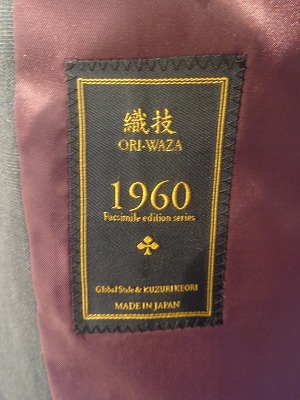 織技
ORI-WAZA
1960
Facsimile edition series
Global Style & KUZURI KEORI
MADE IN JAPAN